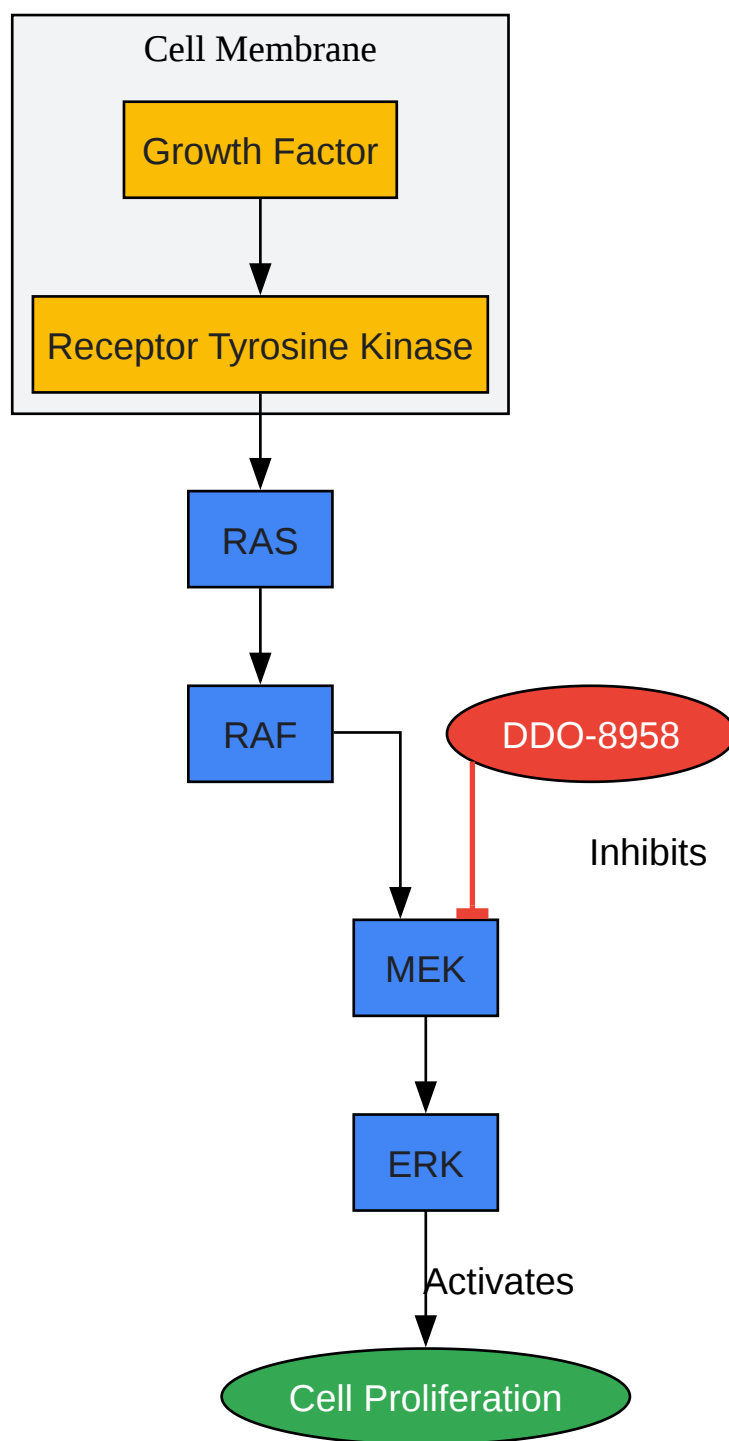 Cell Membrane
Growth Factor
Receptor Tyrosine Kinase
RAS
RAF
DDO-8958
Inhibits
MEK
ERK
Activates
Cell Proliferation